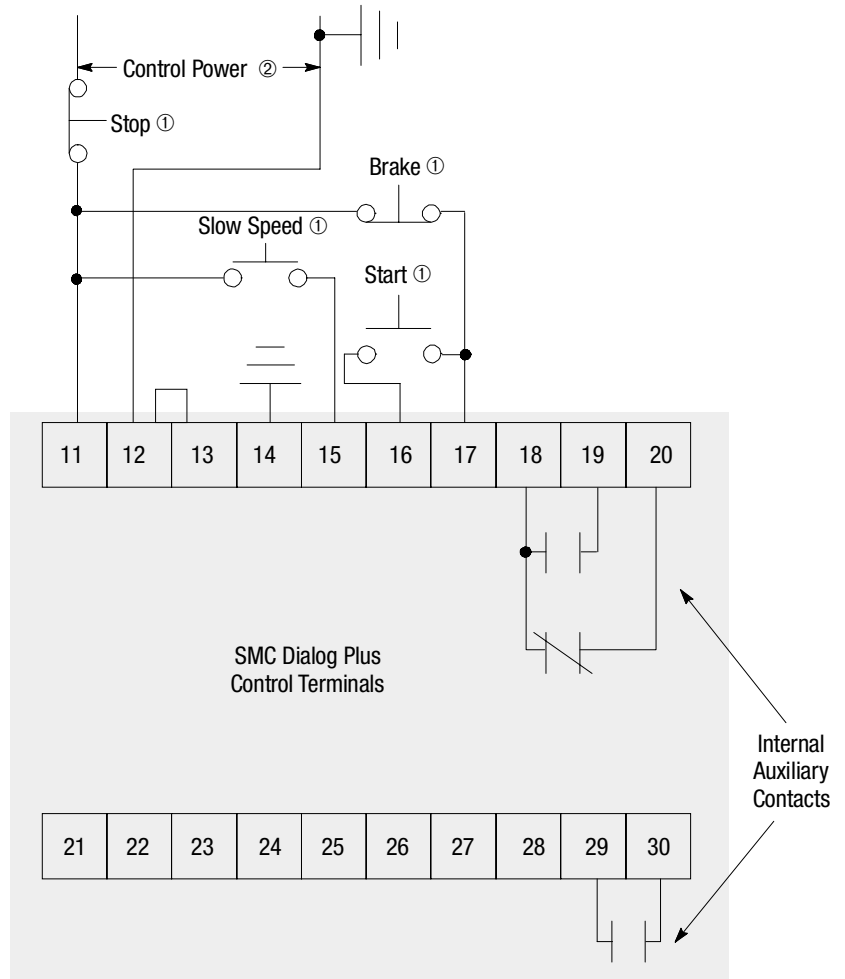 Control Power ②
Stop ①
Brake ①
Slow Speed ①
Start ①
11 12 13 14 15 16 17 18 19 20
SMC Dialog Plus
Control Terminals
Internal
Auxiliary
Contacts
21 22 23 24 25 26 27 28 29 30